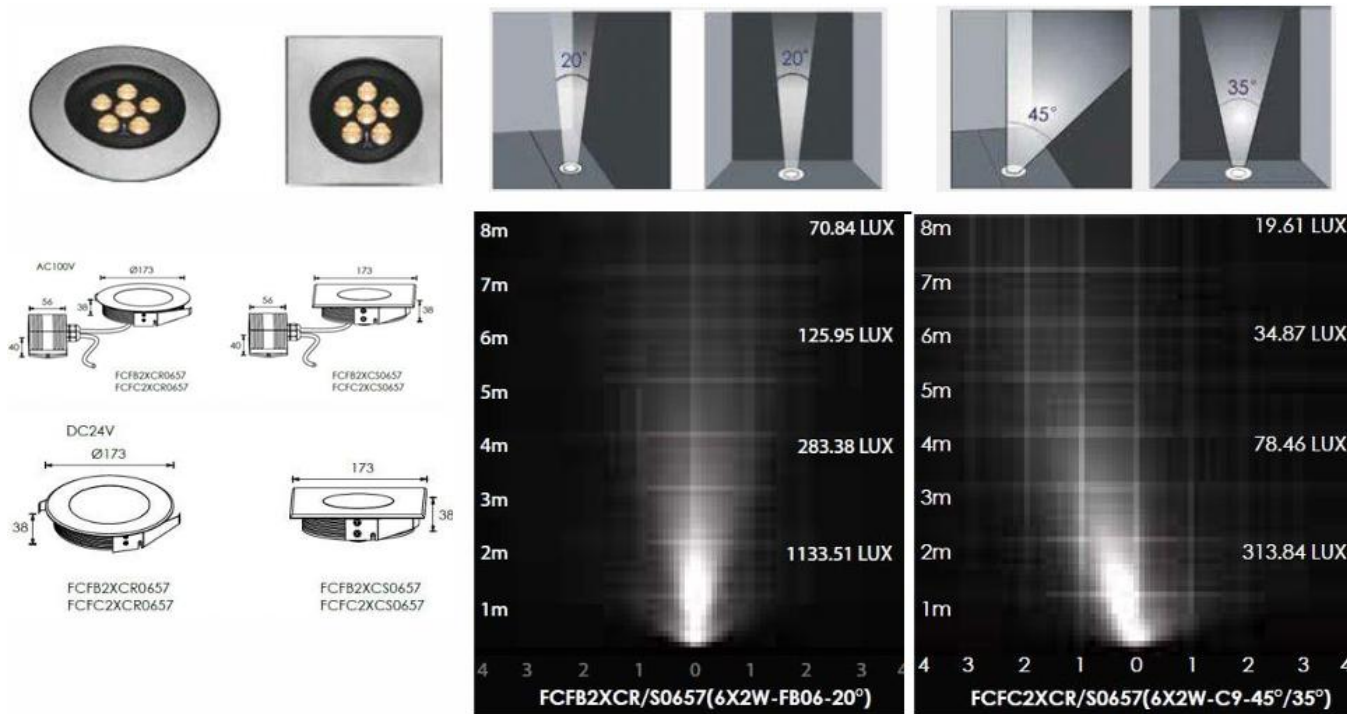 20°
20°
45°
35°
AC100V
Ø173
56
38
40
FCFB2XCR0657
FCFC2XCR0657
173
56
38
40
FCFB2XCS0657
FCFC2XCS0657
DC24V
Ø173
38
FCFB2XCR0657
FCFC2XCR0657
173
38
FCFB2XCS0657
FCFC2XCS0657
8m 70.84 LUX
7m
6m 125.95 LUX
5m
4m 283.38 LUX
3m
2m 1133.51 LUX
1m
4 3 2 1 0 1 2 3 4
FCFB2XCR/S0657(6X2W-FB06-20°)
8m 19.61 LUX
7m
6m 34.87 LUX
5m
4m 78.46 LUX
3m
2m 313.84 LUX
1m
4 3 2 1 0 1 2 3 4
FCFC2XCR/S0657(6X2W-C9-45°/35°)